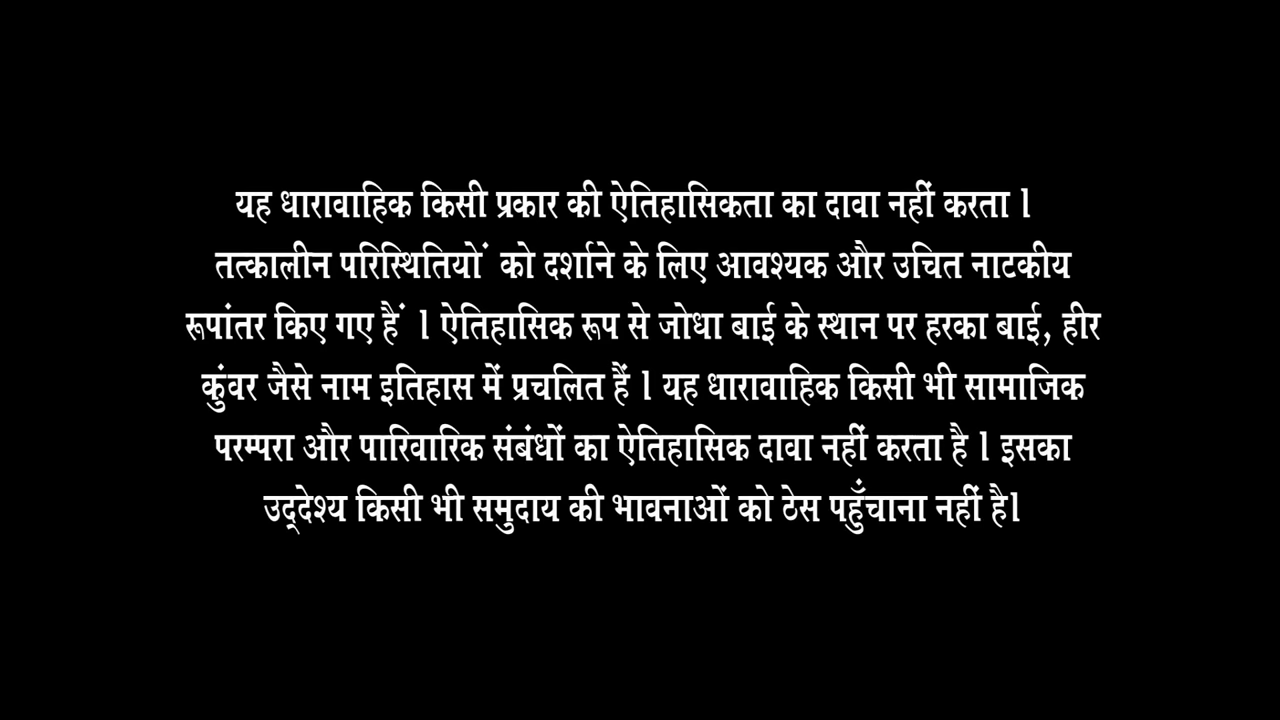 यह धारावाहिक किसी प्रकार की ऐतिहासिकता का दावा नहीं करता ।
तत्कालीन परिस्थितियों को दर्शाने के लिए आवश्यक और उचित नाटकीय
रूपांतर किए गए हैं । ऐतिहासिक रूप से जोधा बाई के स्थान पर हरका बाई, हीर
कुंवर जैसे नाम इतिहास में प्रचलित हैं । यह धारावाहिक किसी भी सामाजिक
परम्परा और पारिवारिक संबंधों का ऐतिहासिक दावा नहीं करता है । इसका
उद्देश्य किसी भी समुदाय की भावनाओं को ठेस पहुँचाना नहीं है।